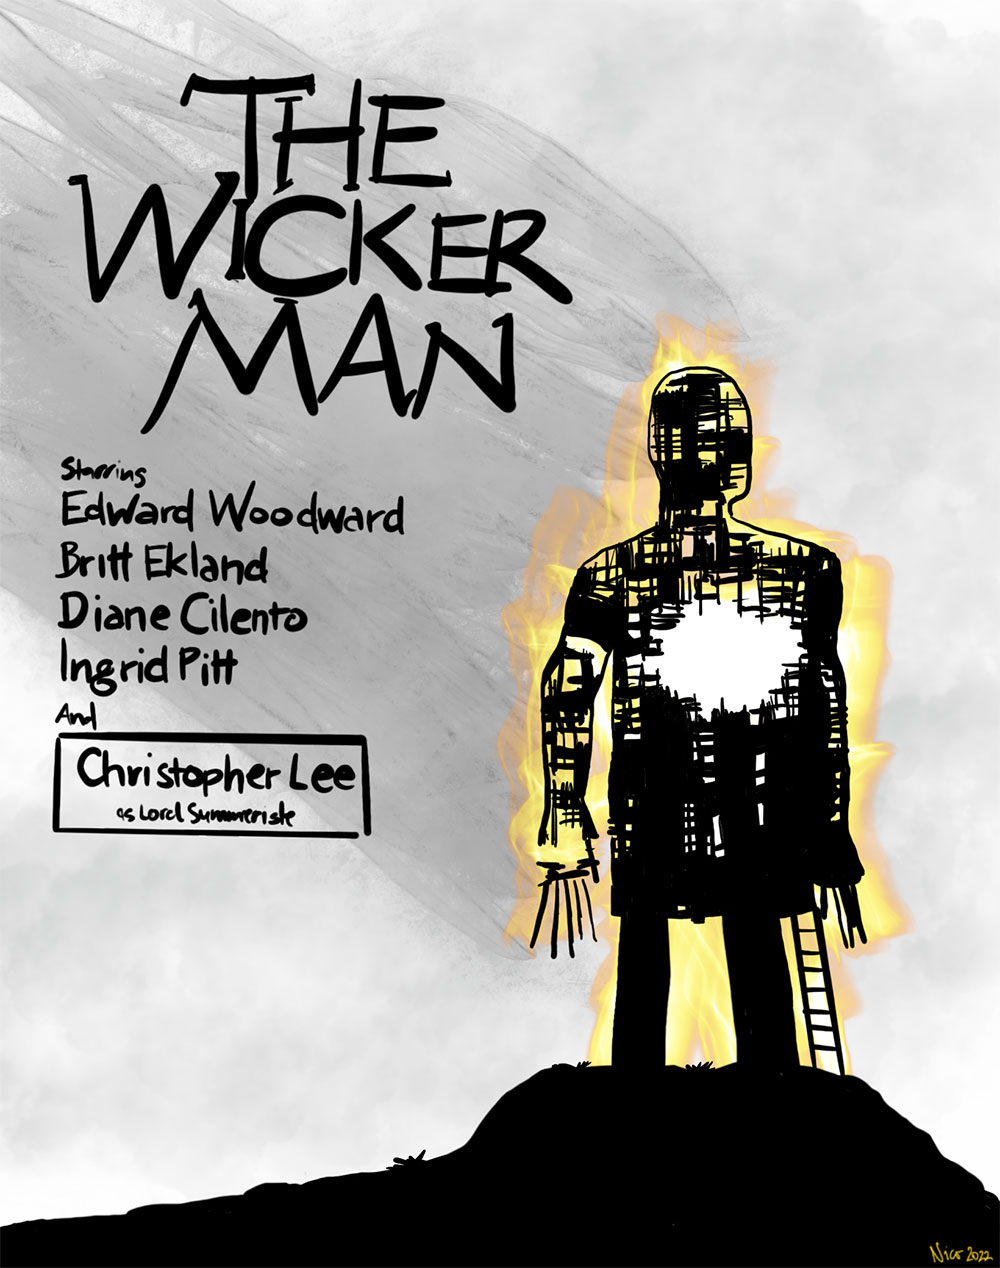 THE
WICKER
MAN
Starring
Edward Woodward
Britt Ekland
Diane Cilento
Ingrid Pitt
And
Christopher Lee
as Lord Summerisle
Nico 2022